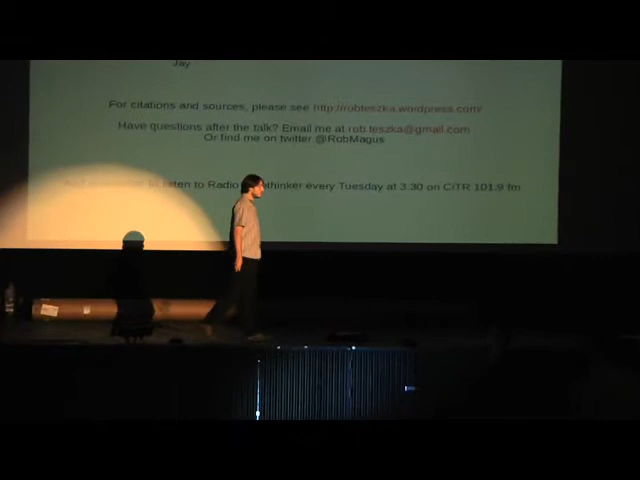 Jay
For citations and sources, please see http://robteszka.wordpress.com/
Have questions after the talk? Email me at rob.teszka@gmail.com
Or find me on twitter @RobMagus
listen to Radio thinker every Tuesday at 3:30 on CiTR 101.9 fm